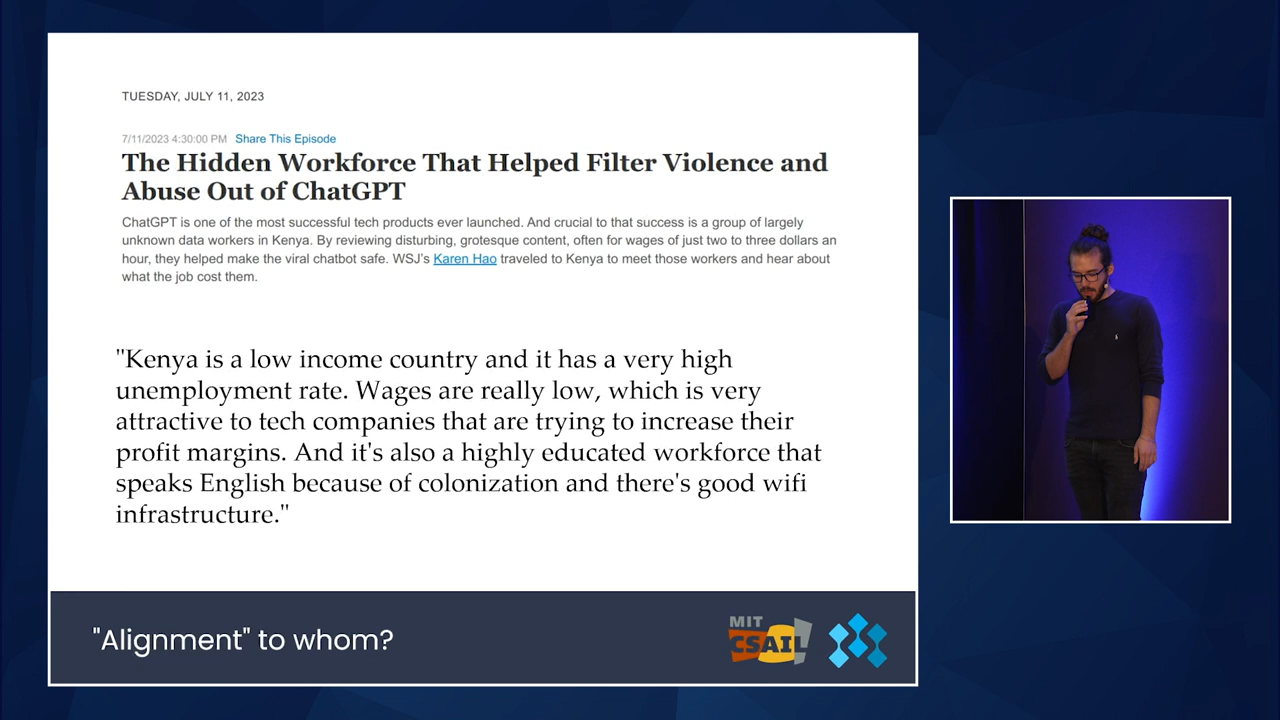 TUESDAY, JULY 11, 2023
7/11/2023 4:30:00 PM Share This Episode
The Hidden Workforce That Helped Filter Violence and
Abuse Out of ChatGPT
ChatGPT is one of the most successful tech products ever launched. And crucial to that success is a group of largely
unknown data workers in Kenya. By reviewing disturbing, grotesque content, often for wages of just two to three dollars an
hour, they helped make the viral chatbot safe. WSJ's Karen Hao traveled to Kenya to meet those workers and hear about
what the job cost them.
"Kenya is a low income country and it has a very high
unemployment rate. Wages are really low, which is very
attractive to tech companies that are trying to increase their
profit margins. And it's also a highly educated workforce that
speaks English because of colonization and there's good wifi
infrastructure."
"Alignment" to whom?
MIT
CSAIL